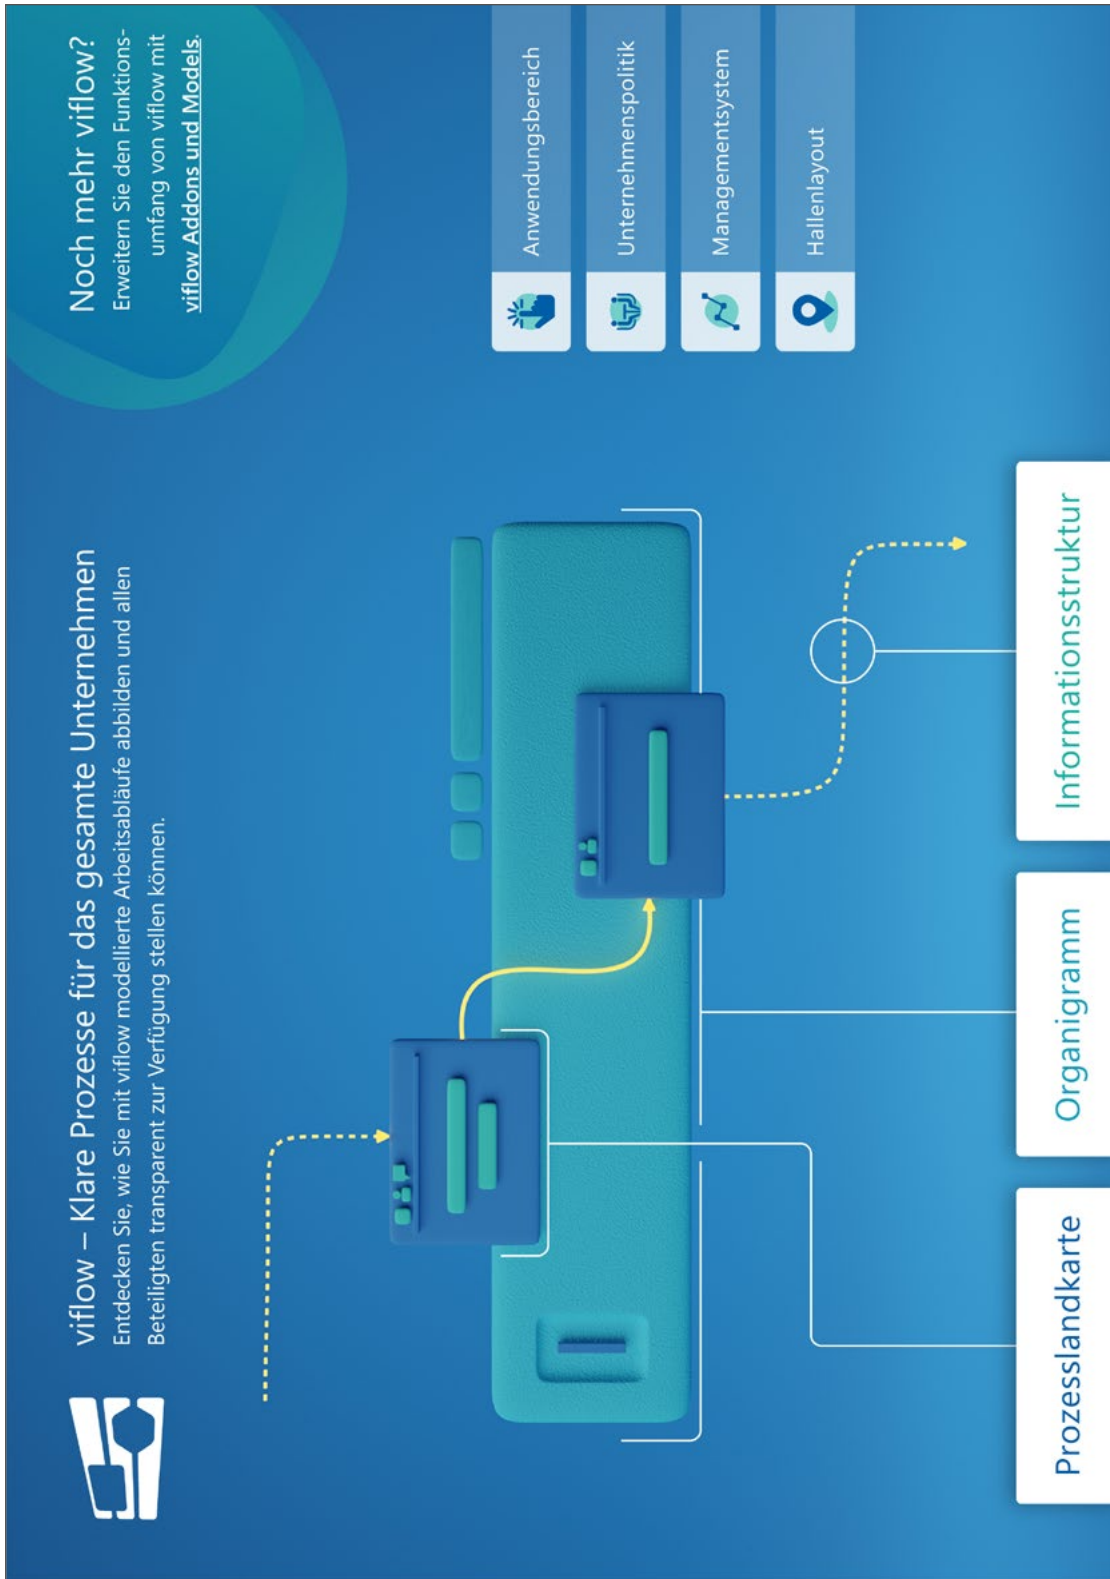 viflow – Klare Prozesse für das gesamte Unternehmen
Entdecken Sie, wie Sie mit viflow modellierte Arbeitsabläufe abbilden und allen
Beteiligten transparent zur Verfügung stellen können.
Noch mehr viflow?
Erweitern Sie den Funktions-
umfang von viflow mit
viflow Addons und Models.
Anwendungsbereich
Unternehmenspolitik
Managementsystem
Hallenlayout
Prozesslandkarte
Organigramm
Informationsstruktur